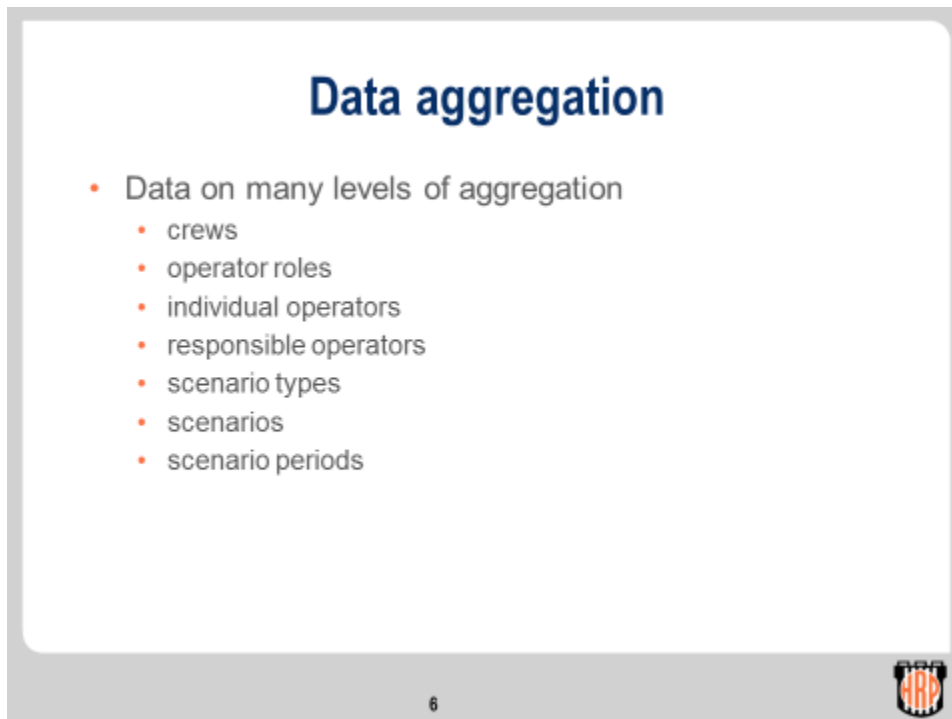 Data aggregation
• Data on many levels of aggregation
• crews
• operator roles
• individual operators
• responsible operators
• scenario types
• scenarios
• scenario periods
6
HRP